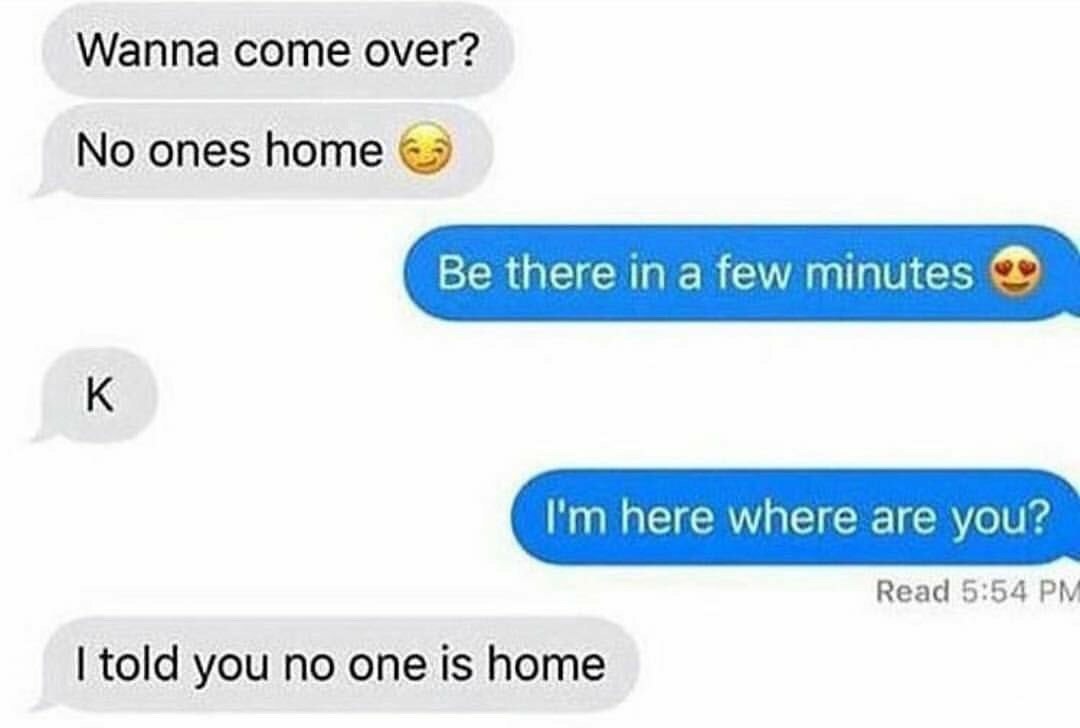 Wanna come over?
No ones home 😏
Be there in a few minutes 😍
K
I'm here where are you?
Read 5:54 PM
I told you no one is home